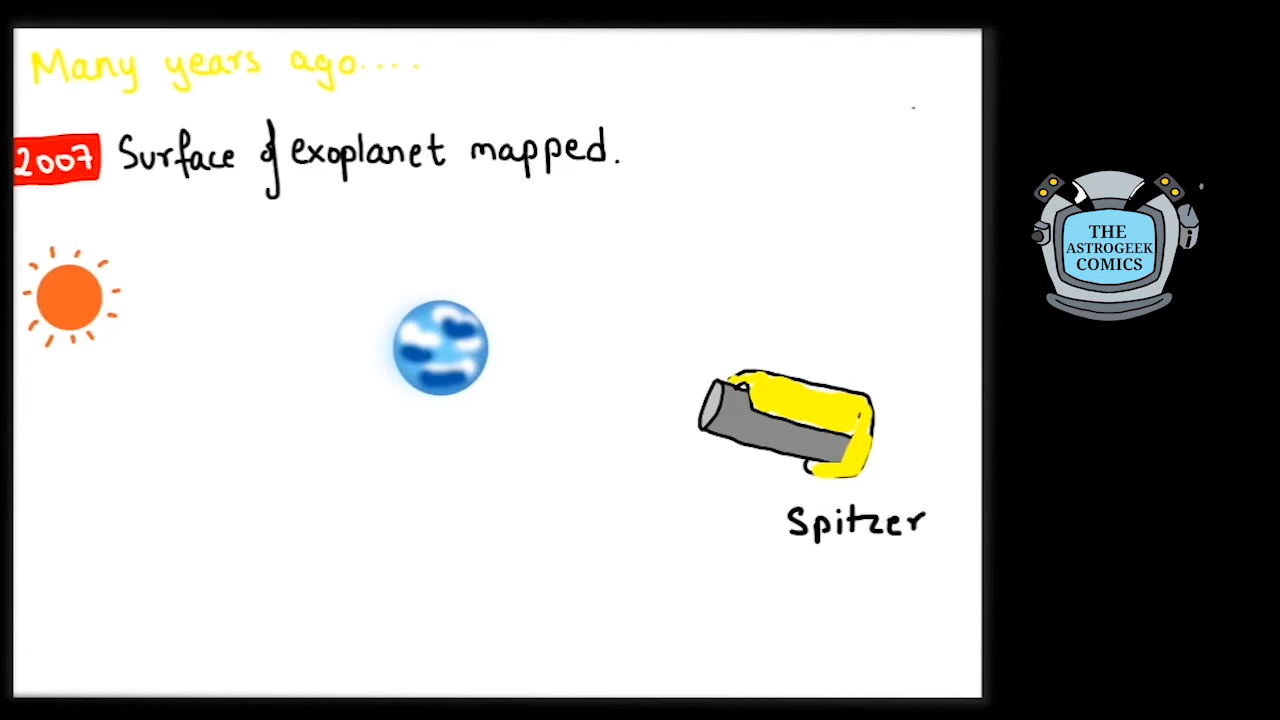 Many years ago....
2007 Surface of exoplanet mapped.
THE
ASTROGEEK
COMICS
Spitzer